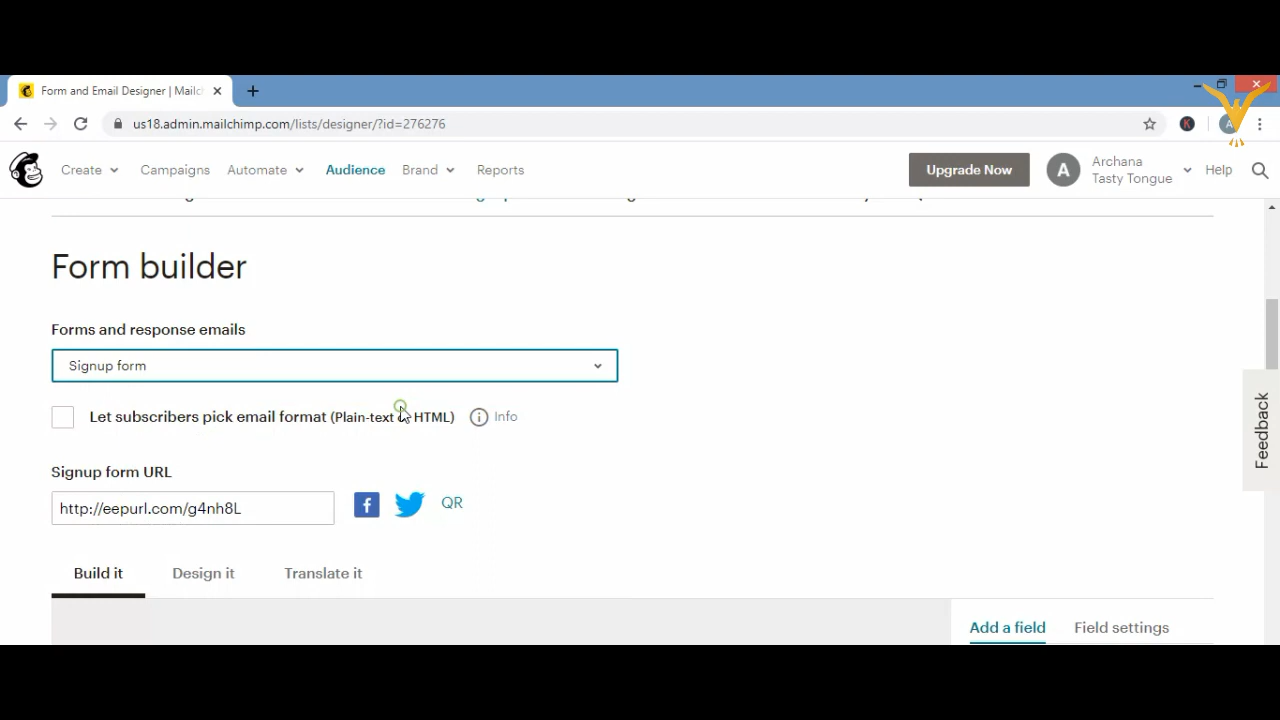 Form and Email Designer | Mailc
us18.admin.mailchimp.com/lists/designer/?id=276276
K
A
Create
Campaigns
Automate
Audience
Brand
Reports
Upgrade Now
A
Archana
Tasty Tongue
Help
Form builder
Forms and response emails
Signup form
Let subscribers pick email format (Plain-text HTML)
Info
Signup form URL
http://eepurl.com/g4nh8L
f
QR
Build it
Design it
Translate it
Add a field
Field settings
Feedback